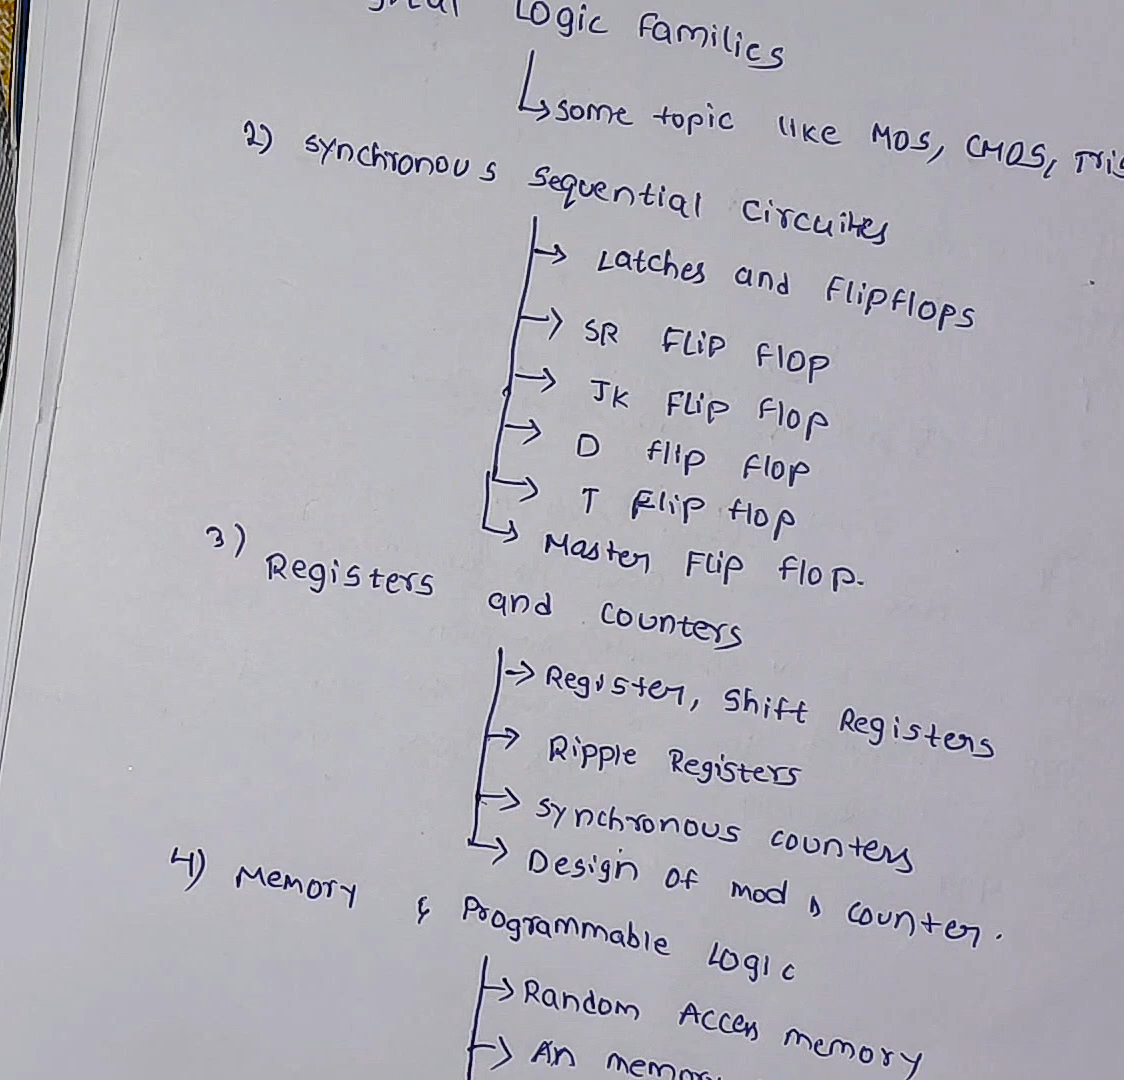 Logic families
some topic like MOS, CMOS,
2) synchronous sequential circuites
Latches and Flipflops
SR FLIP FLOP
JK FLIP FLOP
D flip flop
T Flip flop
Master Flip flop.
3) Registers and counters
Register, Shift Registers
Ripple Registers
synchronous counters
Design of mod n counter.
4) Memory & Programmable Logic
Random Access memory
An